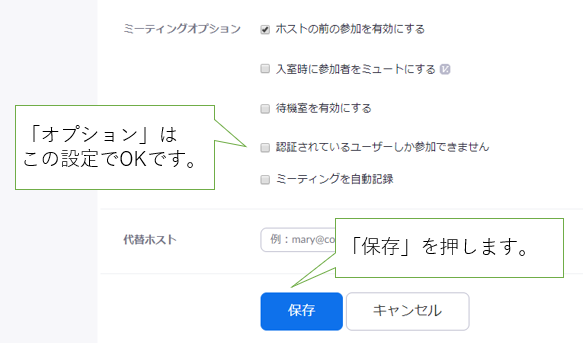 ミーティングオプション
ホストの前の参加を有効にする
入室時に参加者をミュートにする
待機室を有効にする
「オプション」は
この設定でOKです。
認証されているユーザーしか参加できません
ミーティングを自動記録
代替ホスト
例：mary@co
「保存」を押します。
保存
キャンセル